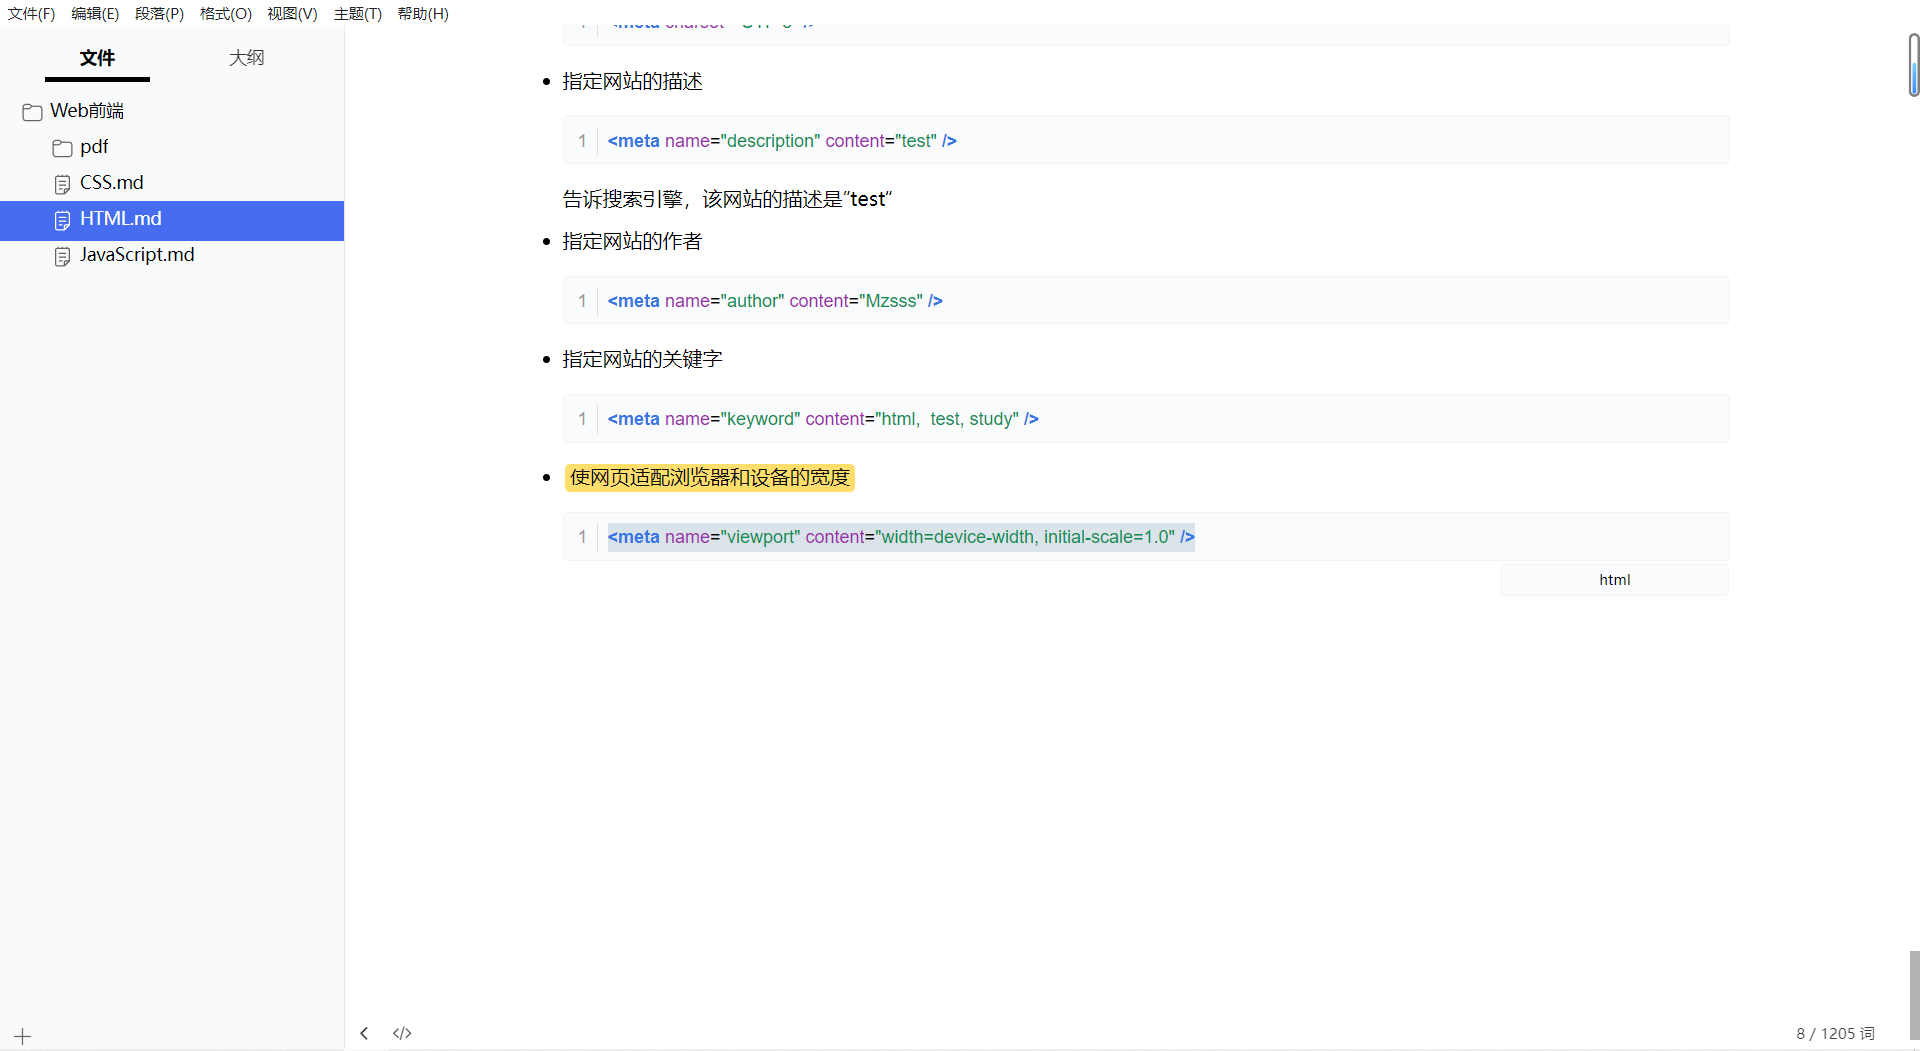 文件(F) 编辑(E) 段落(P) 格式(O) 视图(V) 主题(T) 帮助(H)
文件 大纲
Web前端
pdf
CSS.md
HTML.md
JavaScript.md
指定网站的描述
1 <meta name="description" content="test" />
告诉搜索引擎，该网站的描述是”test“
指定网站的作者
1 <meta name="author" content="Mzsss" />
指定网站的关键字
1 <meta name="keyword" content="html,  test, study" />
使网页适配浏览器和设备的宽度
1 <meta name="viewport" content="width=device-width, initial-scale=1.0" />
html
</>
8 / 1205 词